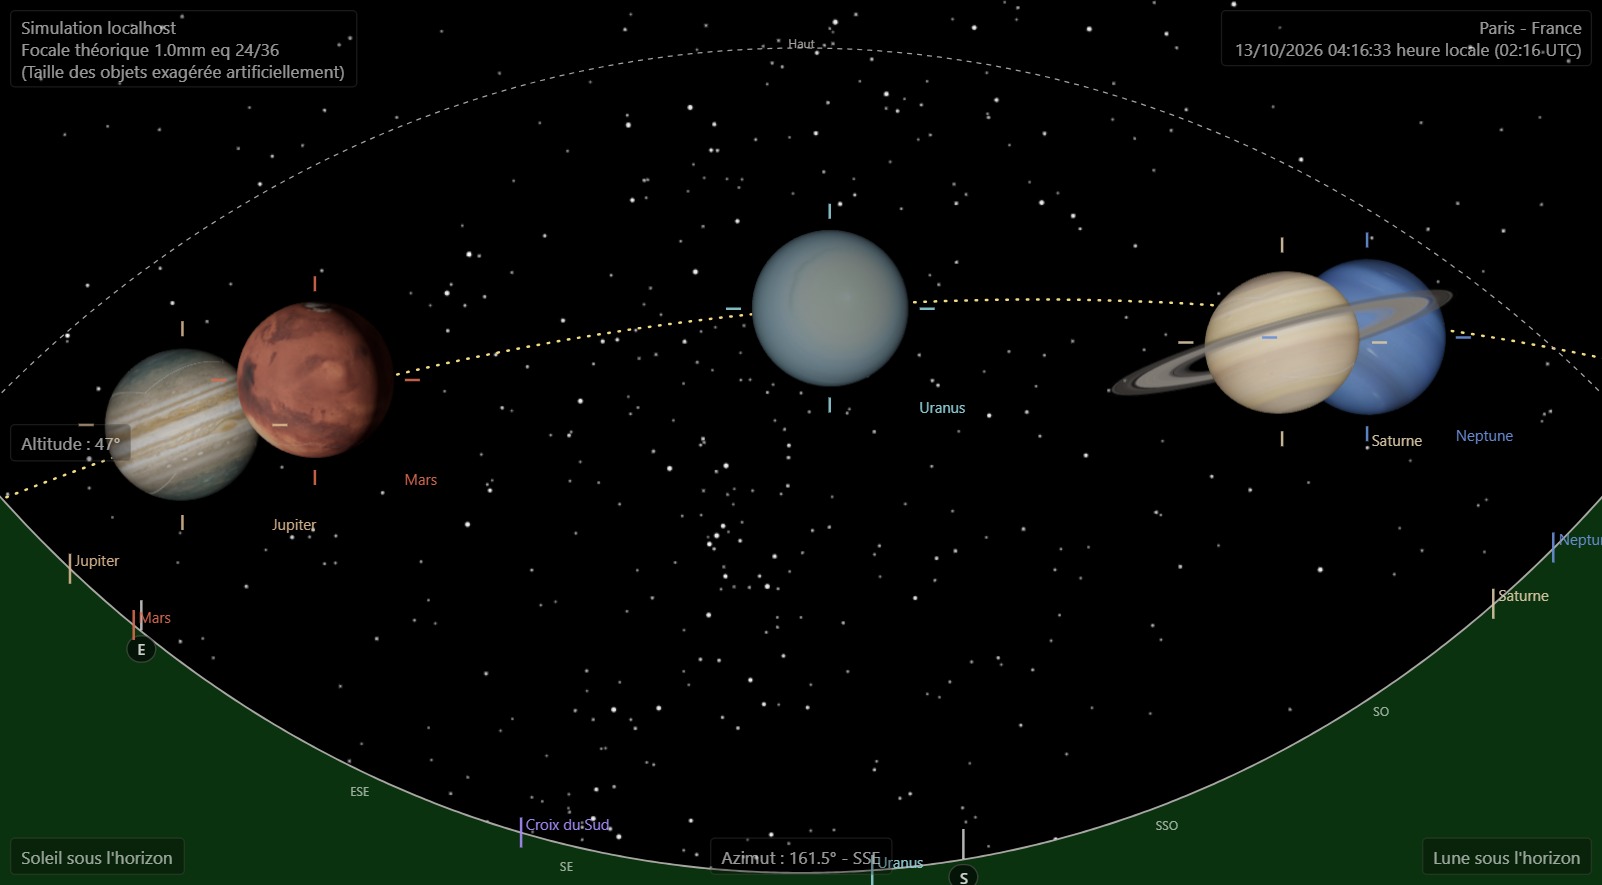 Simulation localhost
Focale théorique 1.0mm eq 24/36
(Taille des objets exagérée artificiellement)
Paris - France
13/10/2026 04:16:33 heure locale (02:16 UTC)
Haut
Uranus
Saturne
Neptune
Altitude : 47°
Mars
Jupiter
Jupiter
Neptun
Saturne
Mars
E
SO
ESE
Croix du Sud
SSO
Soleil sous l'horizon
SE
Azimut : 161.5° - SSE
Uranus
S
Lune sous l'horizon